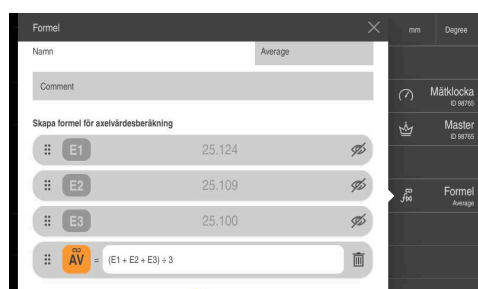 Formel
mm Degree
Namn Average
Comment
Mätklocka
ID 98765
Skapa formel för axelvärdesberäkning
Master
ID 98765
E1 25.124
E2 25.109
Formel
Average
f(x)
E3 25.100
AV = (E1 + E2 + E3) ÷ 3